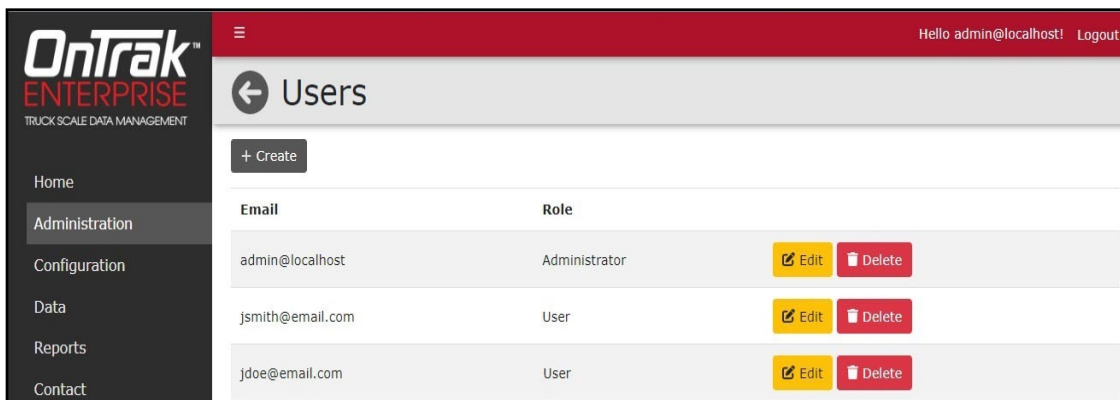 OnTrak™
ENTERPRISE
TRUCK SCALE DATA MANAGEMENT
Home
Administration
Configuration
Data
Reports
Contact
Hello admin@localhost! Logout
Users
+ Create
Email Role
admin@localhost Administrator Edit Delete
jsmith@email.com User Edit Delete
jdoe@email.com User Edit Delete